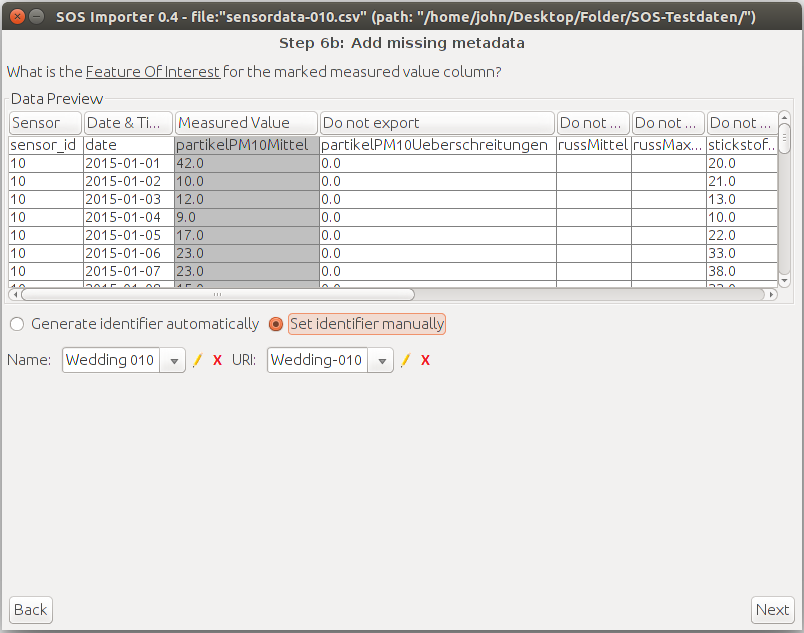 SOS Importer 0.4 - file:"sensordata-010.csv" (path: "/home/john/Desktop/Folder/SOS-Testdaten/")
Step 6b: Add missing metadata
What is the Feature Of Interest for the marked measured value column?
Data Preview
Sensor Date & Ti... Measured Value Do not export Do not ... Do not ... Do not ...
sensor_id date partikelPM10Mittel partikelPM10Ueberschreitungen russMittel russMax... stickstof...
10 2015-01-01 42.0 0.0 20.0
10 2015-01-02 10.0 0.0 21.0
10 2015-01-03 12.0 0.0 13.0
10 2015-01-04 9.0 0.0 10.0
10 2015-01-05 17.0 0.0 22.0
10 2015-01-06 23.0 0.0 33.0
10 2015-01-07 23.0 0.0 38.0
Generate identifier automatically Set identifier manually
Name: Wedding 010 X URI: Wedding-010 X
Back Next